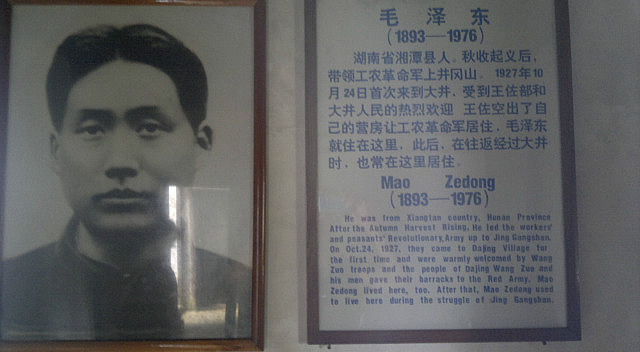 毛 泽 东
(1893—1976)
湖南省湘潭县人。秋收起义后,
带领工农革命军上井冈山。1927年10
月24日首次来到大井,受到王佐部和
大井人民的热烈欢迎 王佐空出了自
己的营房让工农革命军居住,毛泽东
就住在这里,此后,在往返经过大井
时,也常在这里居住。
Mao Zedong
(1893—1976)
He was from Xiangtan country, Hunan Province
After the Autumn Harvest Rising, He led the workers'
and peasants' Revolutionary Army up to Jing Gangshan.
On Oct.24, 1927, they came to Dajing Village for
the first time and were warmly welcomed by Wang
Zuo troops and the people of Dajing Wang Zuo and
his men gave their barracks to the Red Army. Mao
Zedong lived here, too. After that, Mao Zedong used
to live here during the struggle of Jing Gangshan.